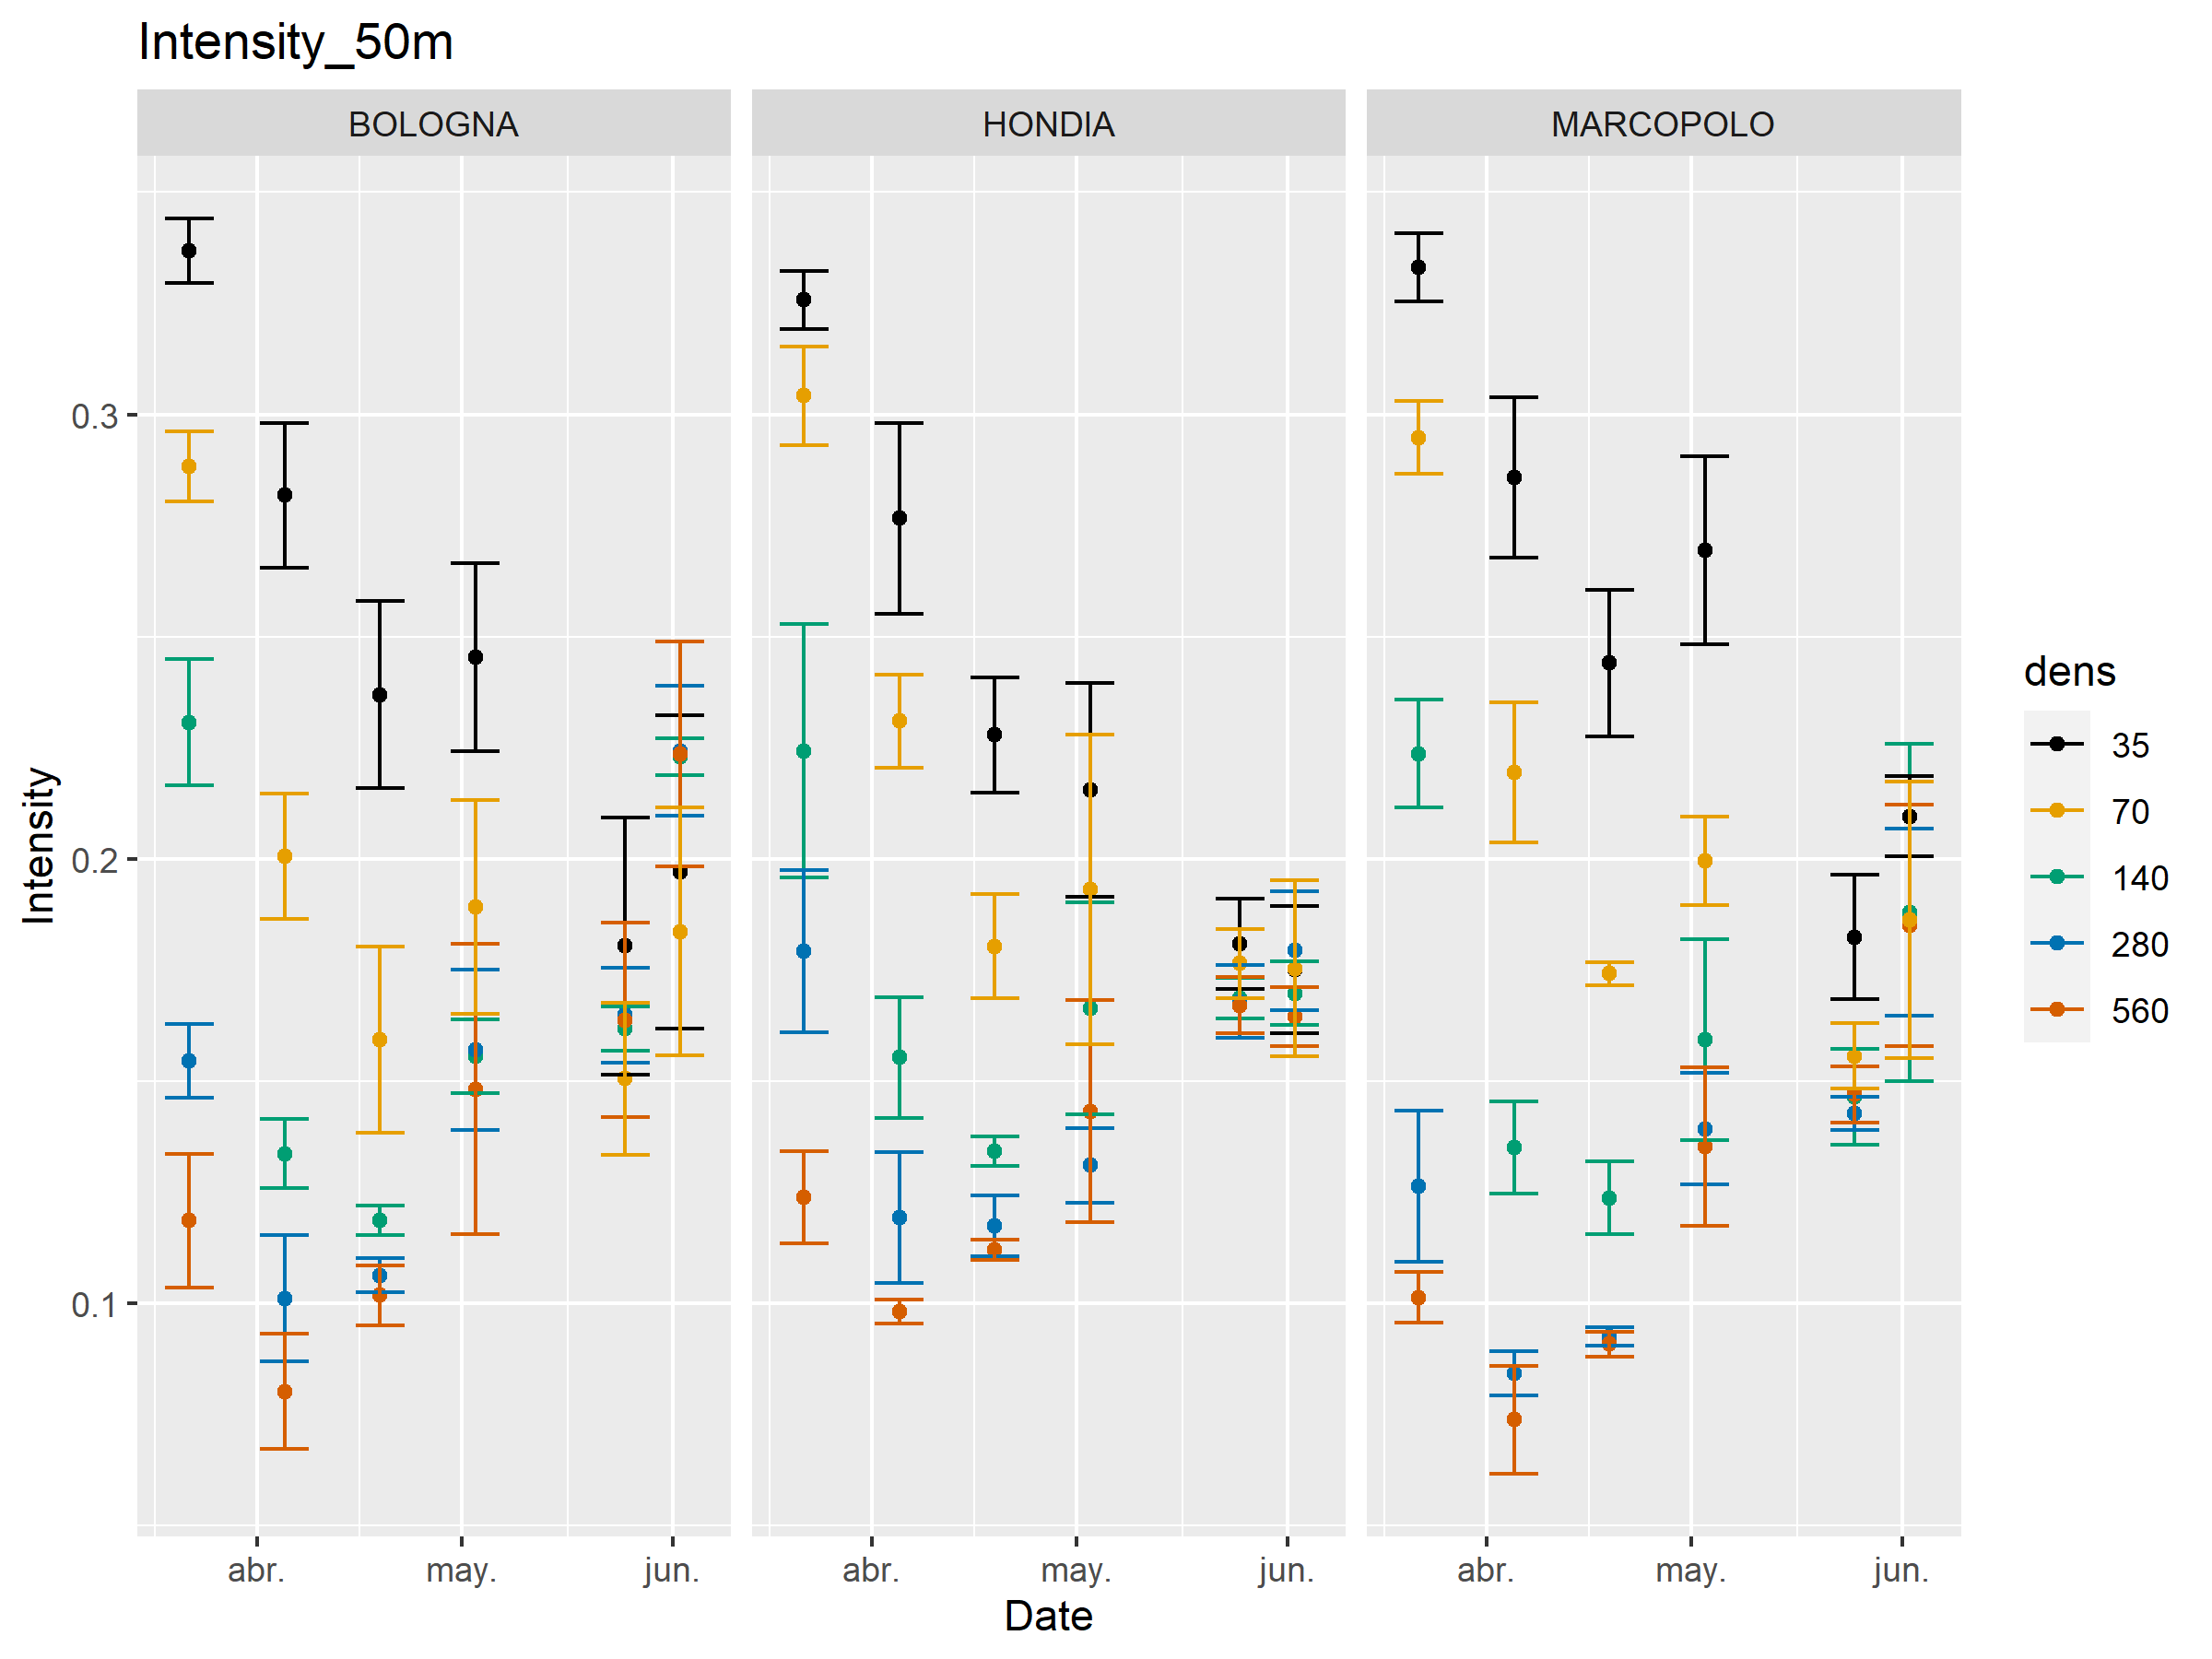 Intensity_50m
BOLOGNA
HONDIA
MARCOPOLO
Intensity
0.3
0.2
0.1
abr.
may.
jun.
abr.
may.
jun.
abr.
may.
jun.
Date
dens
35
70
140
280
560